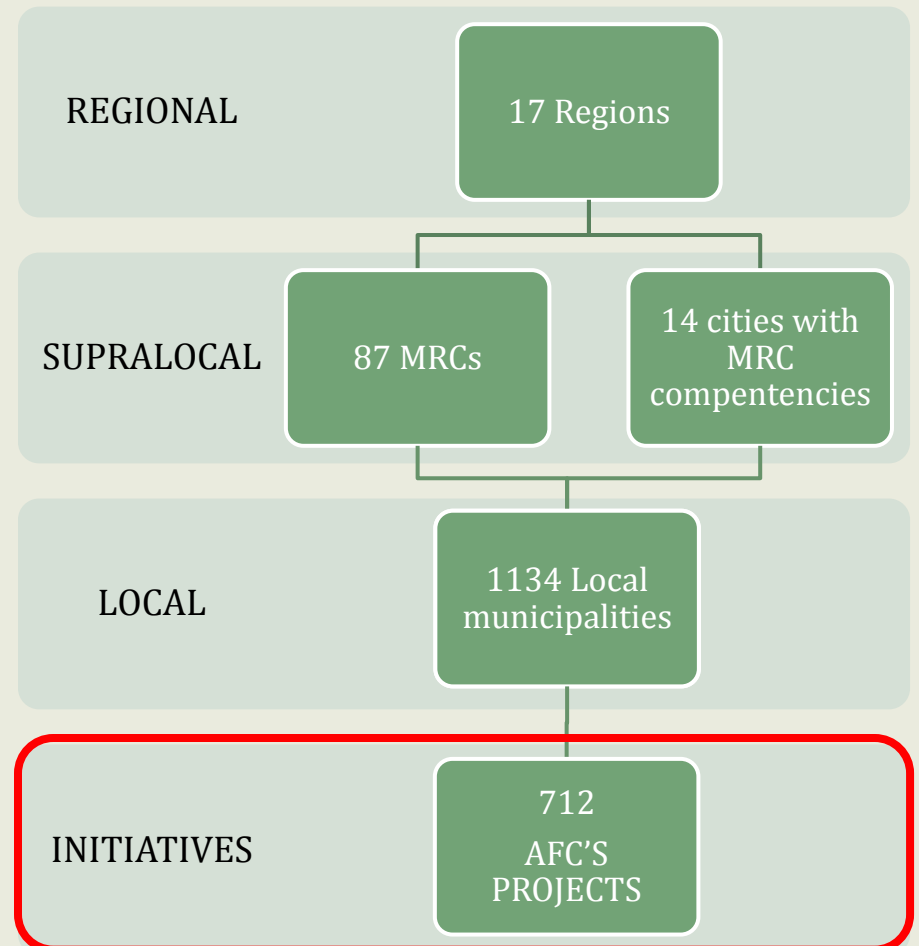 REGIONAL
17 Regions
SUPRALOCAL
87 MRCs
14 cities with
MRC
compentencies
LOCAL
1134 Local
municipalities
INITIATIVES
712
AFC'S
PROJECTS